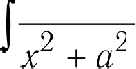 ∫ ―
x² + a²